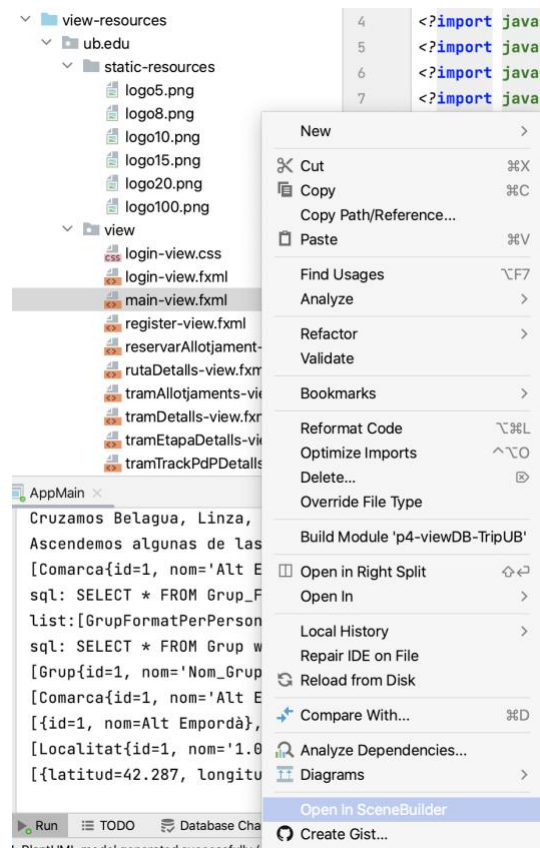 view-resources
ub.edu
static-resources
logo5.png
logo8.png
logo10.png
logo15.png
logo20.png
logo100.png
view
login-view.css
login-view.fxml
main-view.fxml
register-view.fxml
reservarAllotjament-
rutaDetalls-view.fxm
tramAllotjaments-vie
tramDetalls-view.fxr
tramEtapaDetalls-vie
tramTrackPdPDetalls
4 <?import java
5 <?import java
6 <?import java
7 <?import java
New
Cut ⌘X
Copy ⌘C
Copy Path/Reference...
Paste ⌘V
Find Usages ⌥F7
Analyze
Refactor
Validate
Bookmarks
Reformat Code ⌥⌘L
Optimize Imports ^⌥O
Delete... ⌦
Override File Type
Build Module 'p4-viewDB-TripUB'
Open in Right Split ⇧⏎
Open In
Local History
Repair IDE on File
Reload from Disk
Compare With... ⌘D
Analyze Dependencies...
Diagrams
Open In SceneBuilder
Create Gist...
AppMain
Cruzamos Belagua, Linza,
Ascendemos algunas de las
[Comarca{id=1, nom='Alt E
sql: SELECT * FROM Grup_F
list:[GrupFormatPerPerson
sql: SELECT * FROM Grup w
[Grup{id=1, nom='Nom_Grup
[Comarca{id=1, nom='Alt E
[{id=1, nom=Alt Empordà},
[Localitat{id=1, nom='1.0
[{latitud=42.287, longitu
Run TODO Database Cha